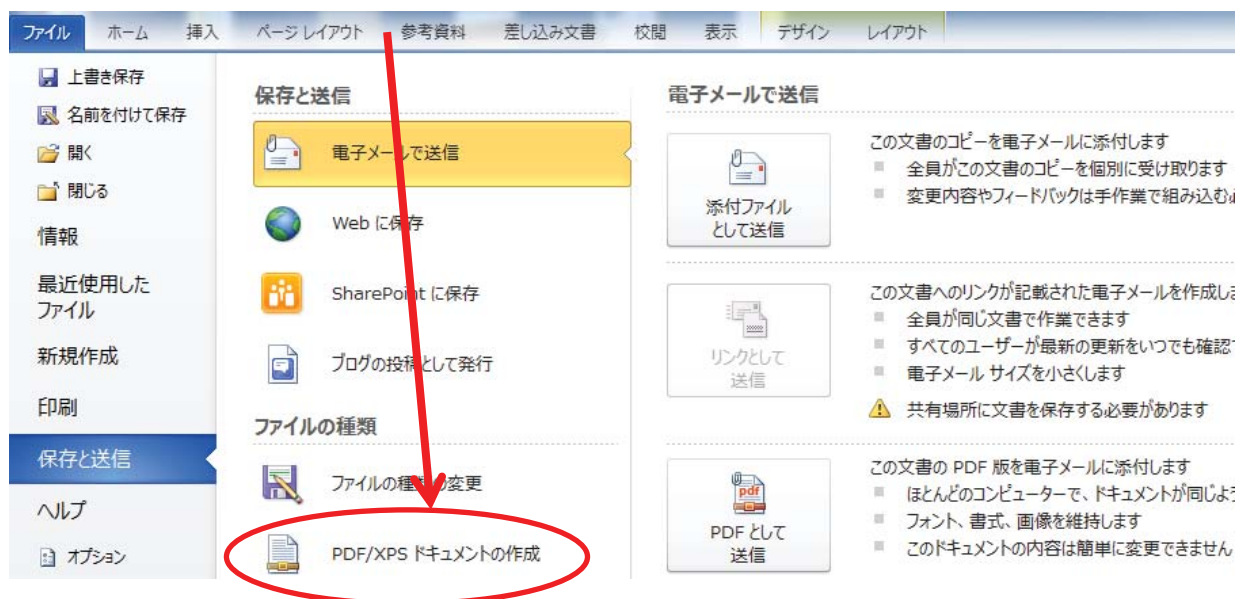 ファイル ホーム 挿入 ページ レイアウト 参考資料 差し込み文書 校閲 表示 デザイン レイアウト
上書き保存
名前を付けて保存
開く
閉じる
情報
最近使用した
ファイル
新規作成
印刷
保存と送信
ヘルプ
オプション
保存と送信
電子メールで送信
Web に保存
SharePoint に保存
ブログの投稿として発行
ファイルの種類
ファイルの種類の変更
PDF/XPS ドキュメントの作成
電子メールで送信
添付ファイル
として送信
この文書のコピーを電子メールに添付します
全員がこの文書のコピーを個別に受け取ります
変更内容やフィードバックは手作業で組み込む
リンクとして
送信
この文書へのリンクが記載された電子メールを作成し
全員が同じ文書で作業できます
すべてのユーザーが最新の更新をいつでも確認
電子メール サイズを小さくします
共有場所に文書を保存する必要があります
pdf
PDF として
送信
この文書の PDF 版を電子メールに添付します
ほとんどのコンピューターで、ドキュメントが同じよ
フォント、書式、画像を維持します
このドキュメントの内容は簡単に変更できません